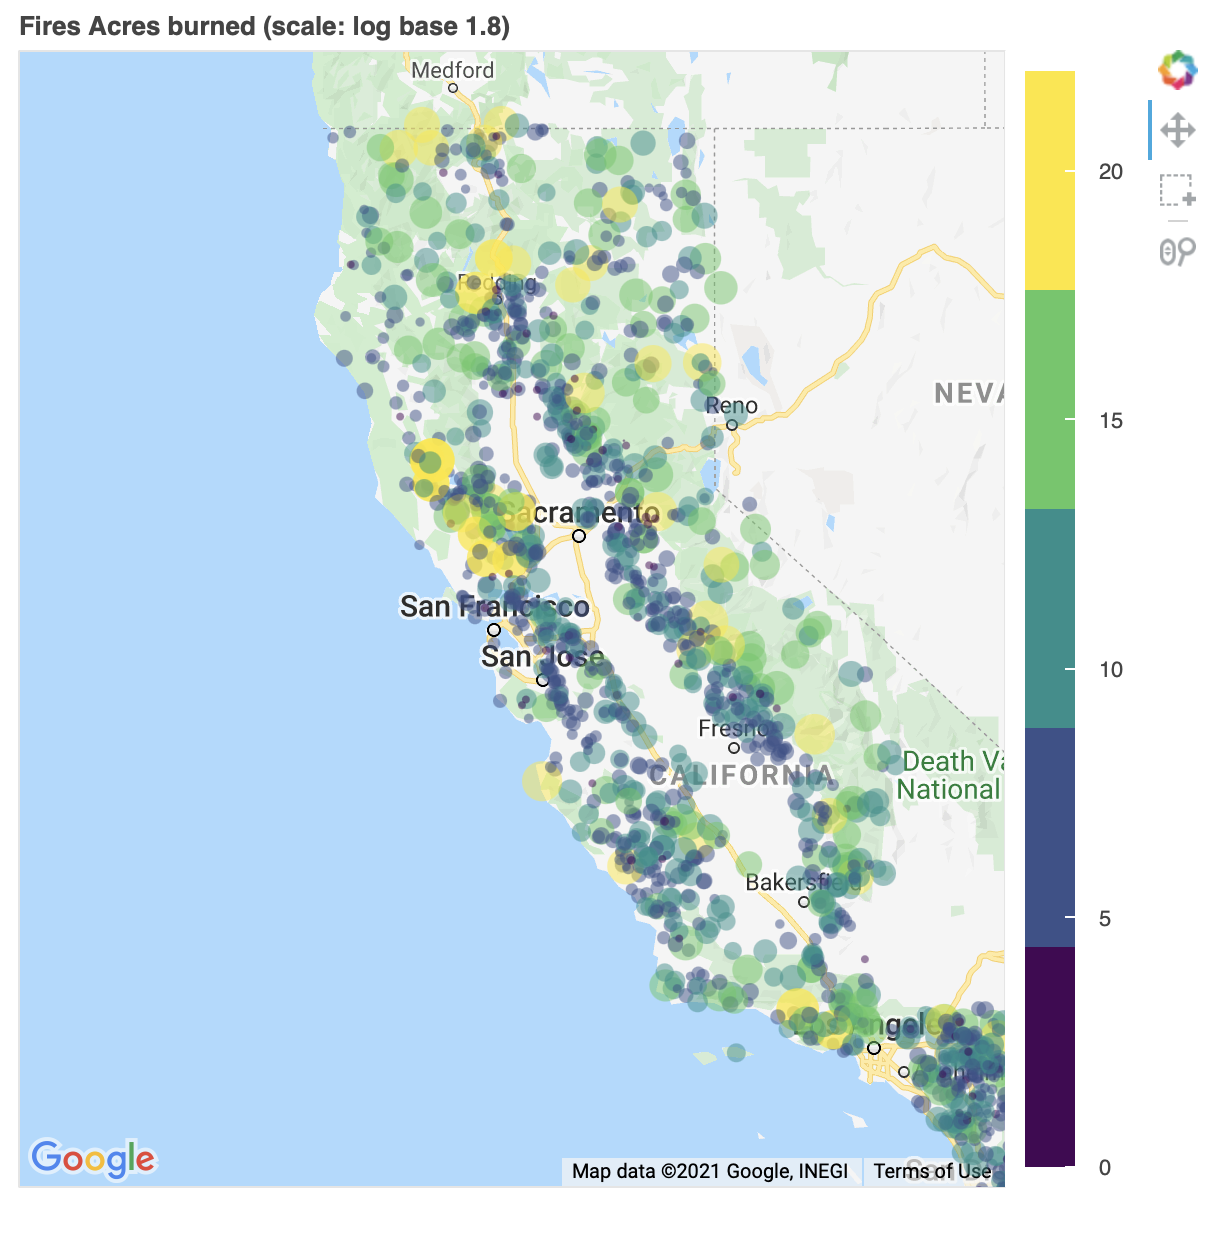 Fires Acres burned (scale: log base 1.8)
Medford
Redding
Reno
NEVA
Sacramento
San Francisco
San Jose
Fresno
CALIFORNIA
Death Va
National
Bakersfield
Los Angele
Google
Map data ©2021 Google, INEGI
Terms of Use
20
15
10
5
0